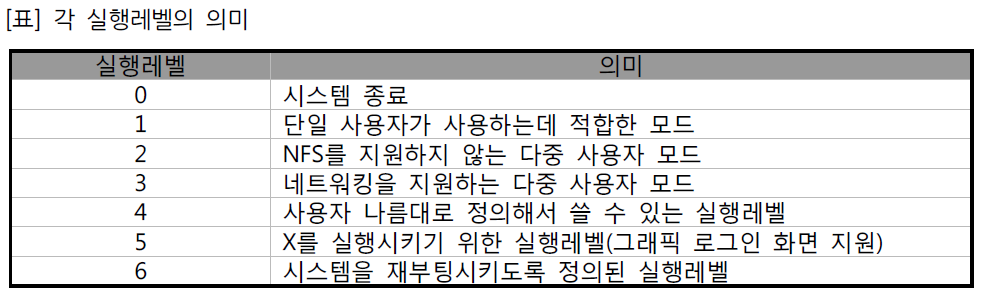 [표] 각 실행레벨의 의미
실행레벨 의미
0 시스템 종료
1 단일 사용자가 사용하는데 적합한 모드
2 NFS를 지원하지 않는 다중 사용자 모드
3 네트워킹을 지원하는 다중 사용자 모드
4 사용자 나름대로 정의해서 쓸 수 있는 실행레벨
5 X를 실행시키기 위한 실행레벨(그래픽 로그인 화면 지원)
6 시스템을 재부팅시키도록 정의된 실행레벨